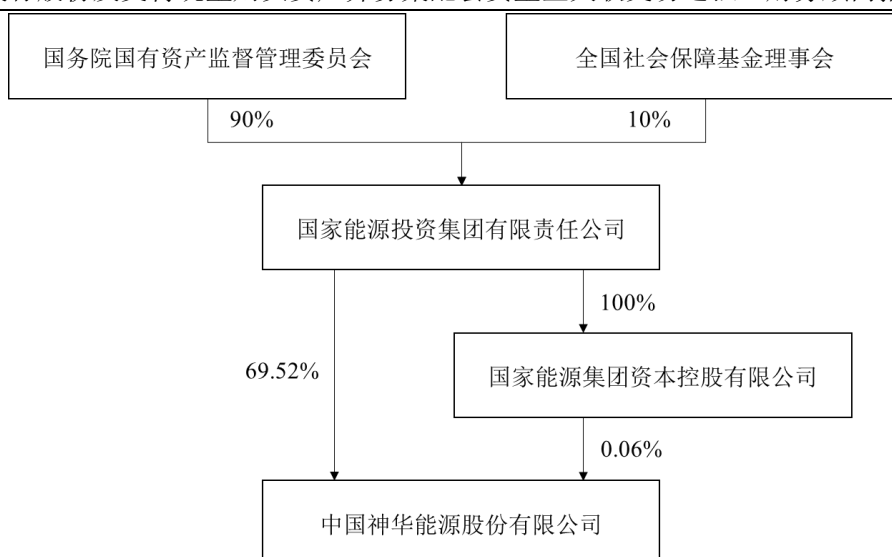 国务院国有资产监督管理委员会
全国社会保障基金理事会
90%
10%
国家能源投资集团有限责任公司
100%
69.52%
国家能源集团资本控股有限公司
0.06%
中国神华能源股份有限公司